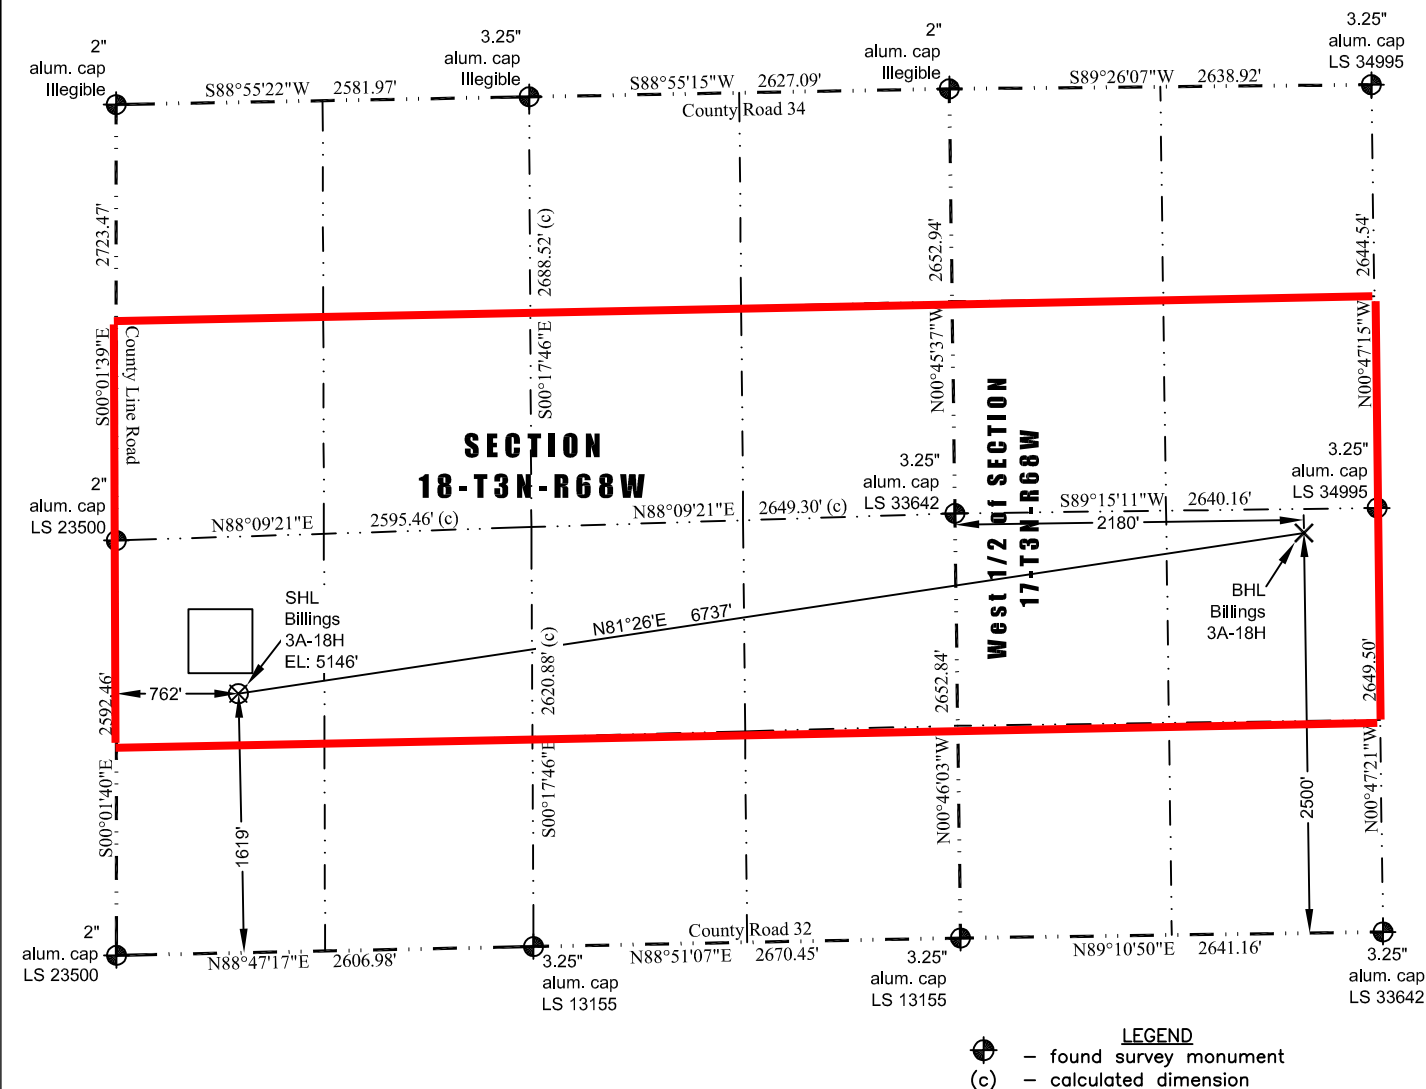 2"
alum. cap
Illegible
3.25"
alum. cap
Illegible
2"
alum. cap
Illegible
3.25"
alum. cap
LS 34995
S88°55'22"W 2581.97'
S88°55'15"W 2627.09'
S89°26'07"W 2638.92'
County Road 34
2723.47'
2688.52' (c)
2652.94'
2644.54'
S00°01'39"E
County Line Road
S00°17'46"E
N00°45'37"W
N00°47'15"W
SECTION
18-T3N-R68W
West 1/2 of SECTION
17-T3N-R68W
2"
alum. cap
LS 23500
3.25"
alum. cap
LS 33642
3.25"
alum. cap
LS 34995
N88°09'21"E 2595.46' (c)
N88°09'21"E 2649.30' (c)
S89°15'11"W 2640.16'
2180'
SHL
Billings
3A-18H
EL: 5146'
N81°26'E 6737'
BHL
Billings
3A-18H
762'
2592.46'
2620.88' (c)
2652.84'
2649.50'
S00°01'40"E
S00°17'46"E
N00°46'03"W
N00°47'21"W
1619'
2500'
2"
alum. cap
LS 23500
N88°47'17"E 2606.98'
3.25"
alum. cap
LS 13155
County Road 32
N88°51'07"E 2670.45'
3.25"
alum. cap
LS 13155
N89°10'50"E 2641.16'
3.25"
alum. cap
LS 33642
LEGEND
– found survey monument
(c) – calculated dimension